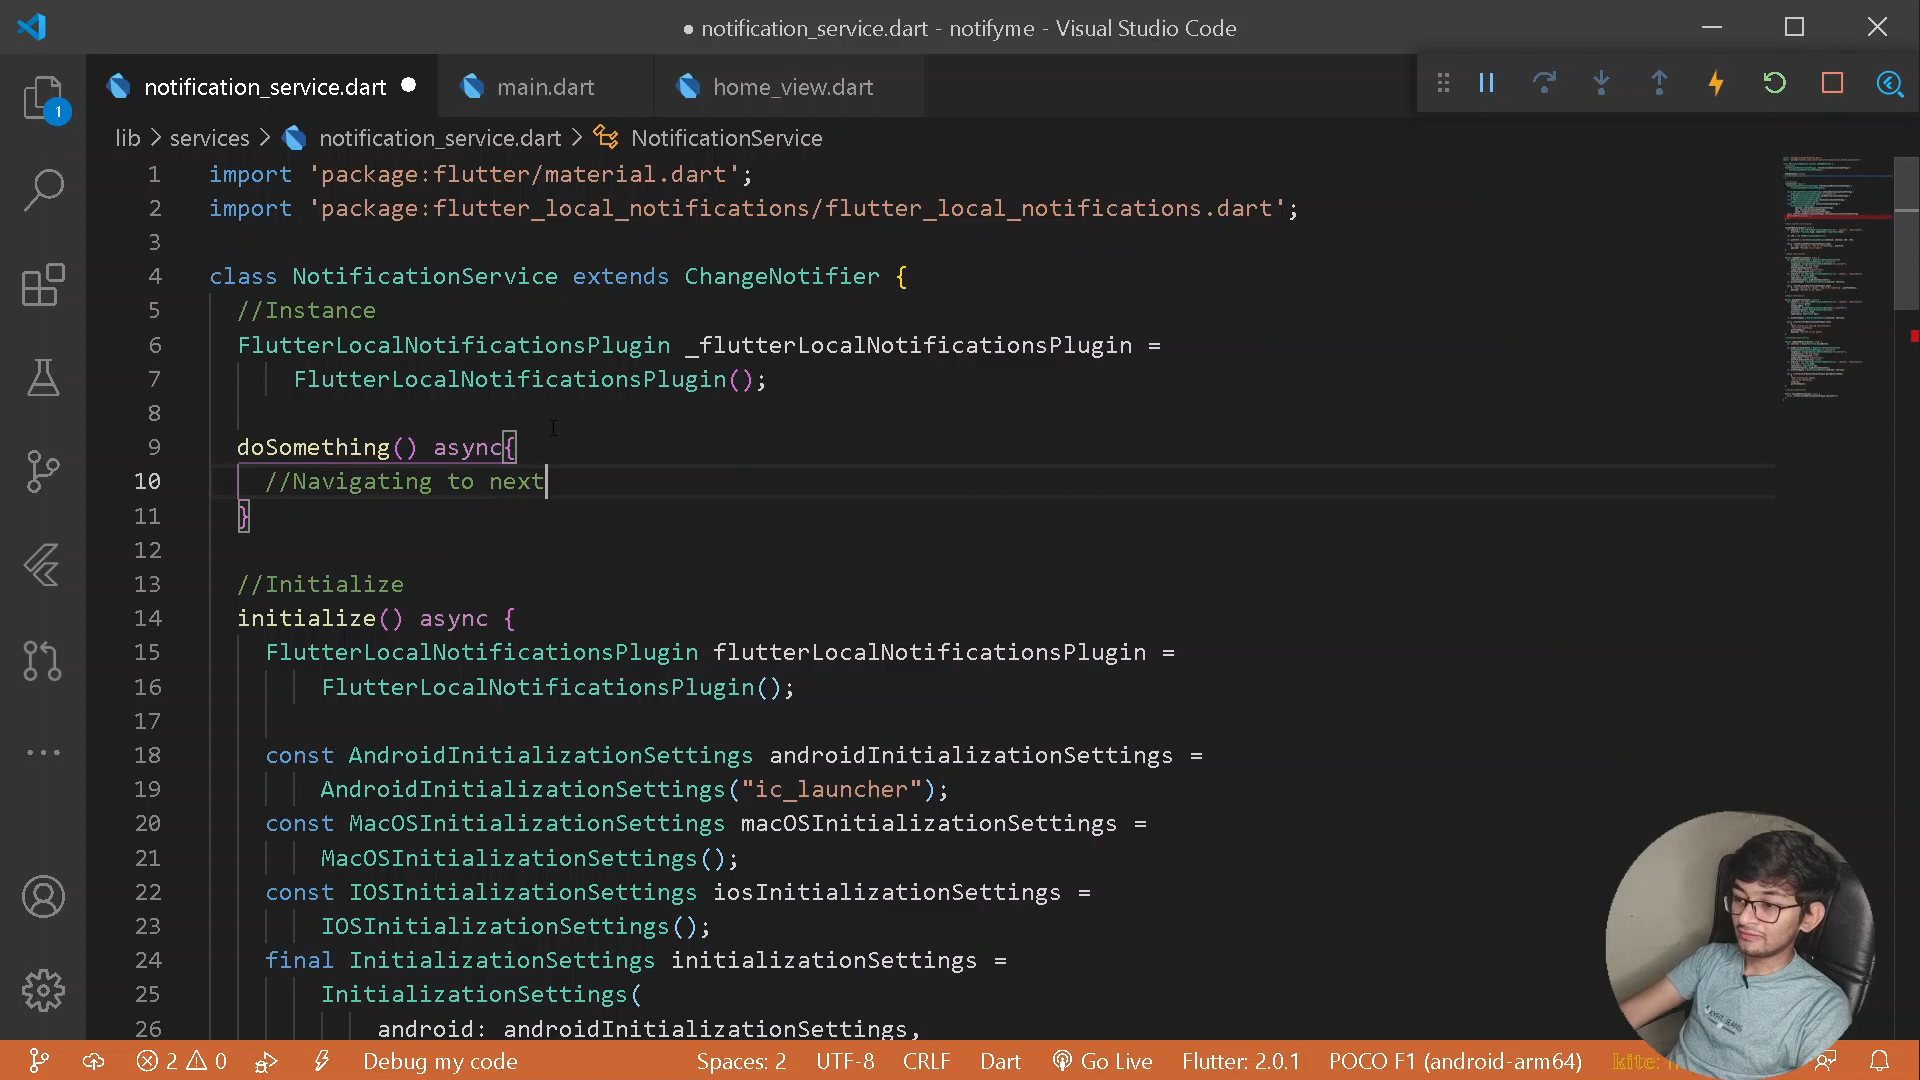 ● notification_service.dart - notifyme - Visual Studio Code
notification_service.dart ●
main.dart
home_view.dart
lib > services > notification_service.dart > NotificationService
1 import 'package:flutter/material.dart';
2 import 'package:flutter_local_notifications/flutter_local_notifications.dart';
3
4 class NotificationService extends ChangeNotifier {
5 //Instance
6 FlutterLocalNotificationsPlugin _flutterLocalNotificationsPlugin =
7 FlutterLocalNotificationsPlugin();
8
9 doSomething() async{
10 //Navigating to next
11 }
12
13 //Initialize
14 initialize() async {
15 FlutterLocalNotificationsPlugin flutterLocalNotificationsPlugin =
16 FlutterLocalNotificationsPlugin();
17
18 const AndroidInitializationSettings androidInitializationSettings =
19 AndroidInitializationSettings("ic_launcher");
20 const MacOSInitializationSettings macOSInitializationSettings =
21 MacOSInitializationSettings();
22 const IOSInitializationSettings iosInitializationSettings =
23 IOSInitializationSettings();
24 final InitializationSettings initializationSettings =
25 InitializationSettings(
26 android: androidInitializationSettings,
1
2 0 Debug my code Spaces: 2 UTF-8 CRLF Dart Go Live Flutter: 2.0.1 POCO F1 (android-arm64) kite: